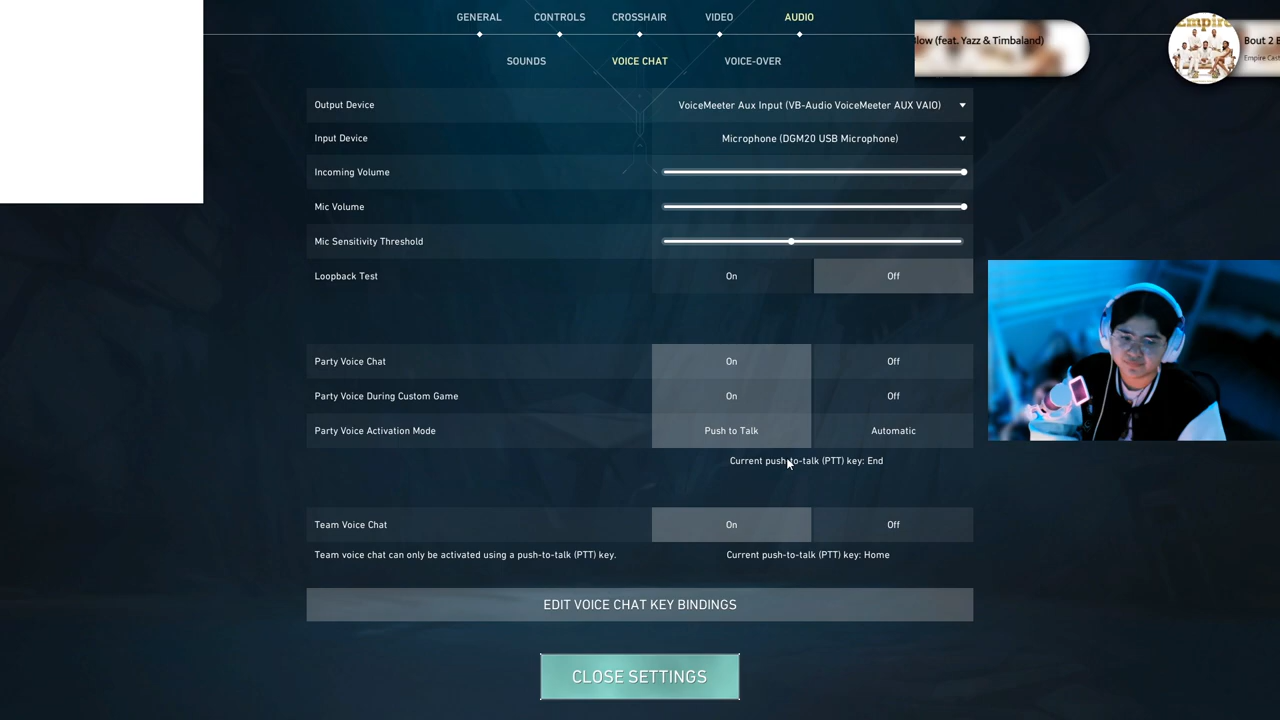 GENERAL CONTROLS CROSSHAIR VIDEO AUDIO
SOUNDS VOICE CHAT VOICE-OVER
Blow (feat. Yazz & Timbaland)
Empire
Bout 2 B
Empire Cast
Output Device VoiceMeeter Aux Input (VB-Audio VoiceMeeter AUX VAIO)
Input Device Microphone (DGM20 USB Microphone)
Incoming Volume
Mic Volume
Mic Sensitivity Threshold
Loopback Test On Off
Party Voice Chat On Off
Party Voice During Custom Game On Off
Party Voice Activation Mode Push to Talk Automatic
Current push-to-talk (PTT) key: End
Team Voice Chat On Off
Team voice chat can only be activated using a push-to-talk (PTT) key. Current push-to-talk (PTT) key: Home
EDIT VOICE CHAT KEY BINDINGS
CLOSE SETTINGS